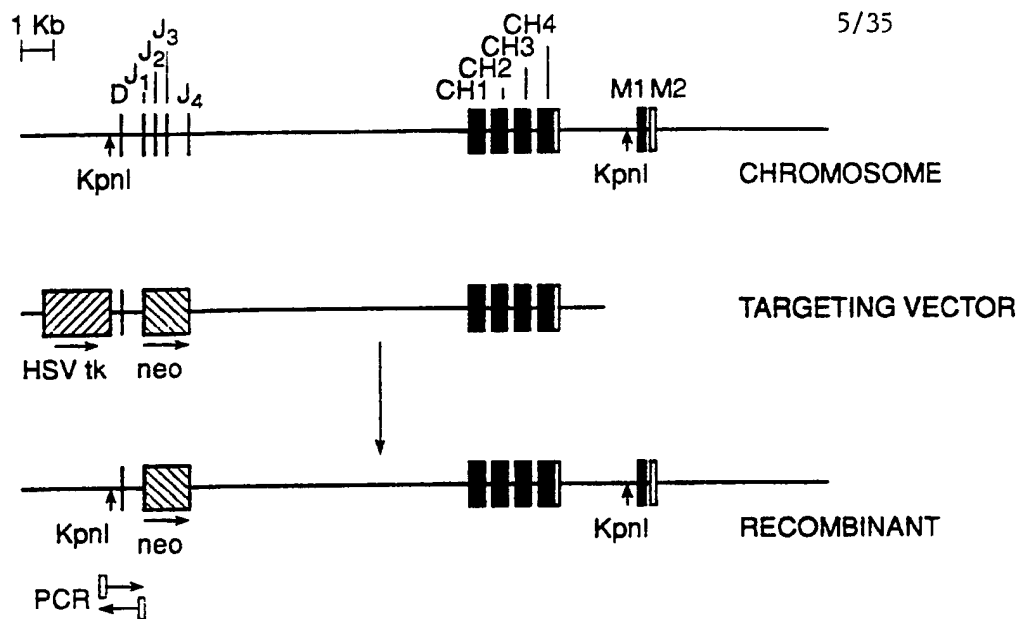 1 Kb
5/35
D J1 J2 J3 J4
CH1 CH2 CH3 CH4
M1 M2
KpnI
KpnI
CHROMOSOME
TARGETING VECTOR
HSV tk
neo
KpnI
neo
KpnI
RECOMBINANT
PCR